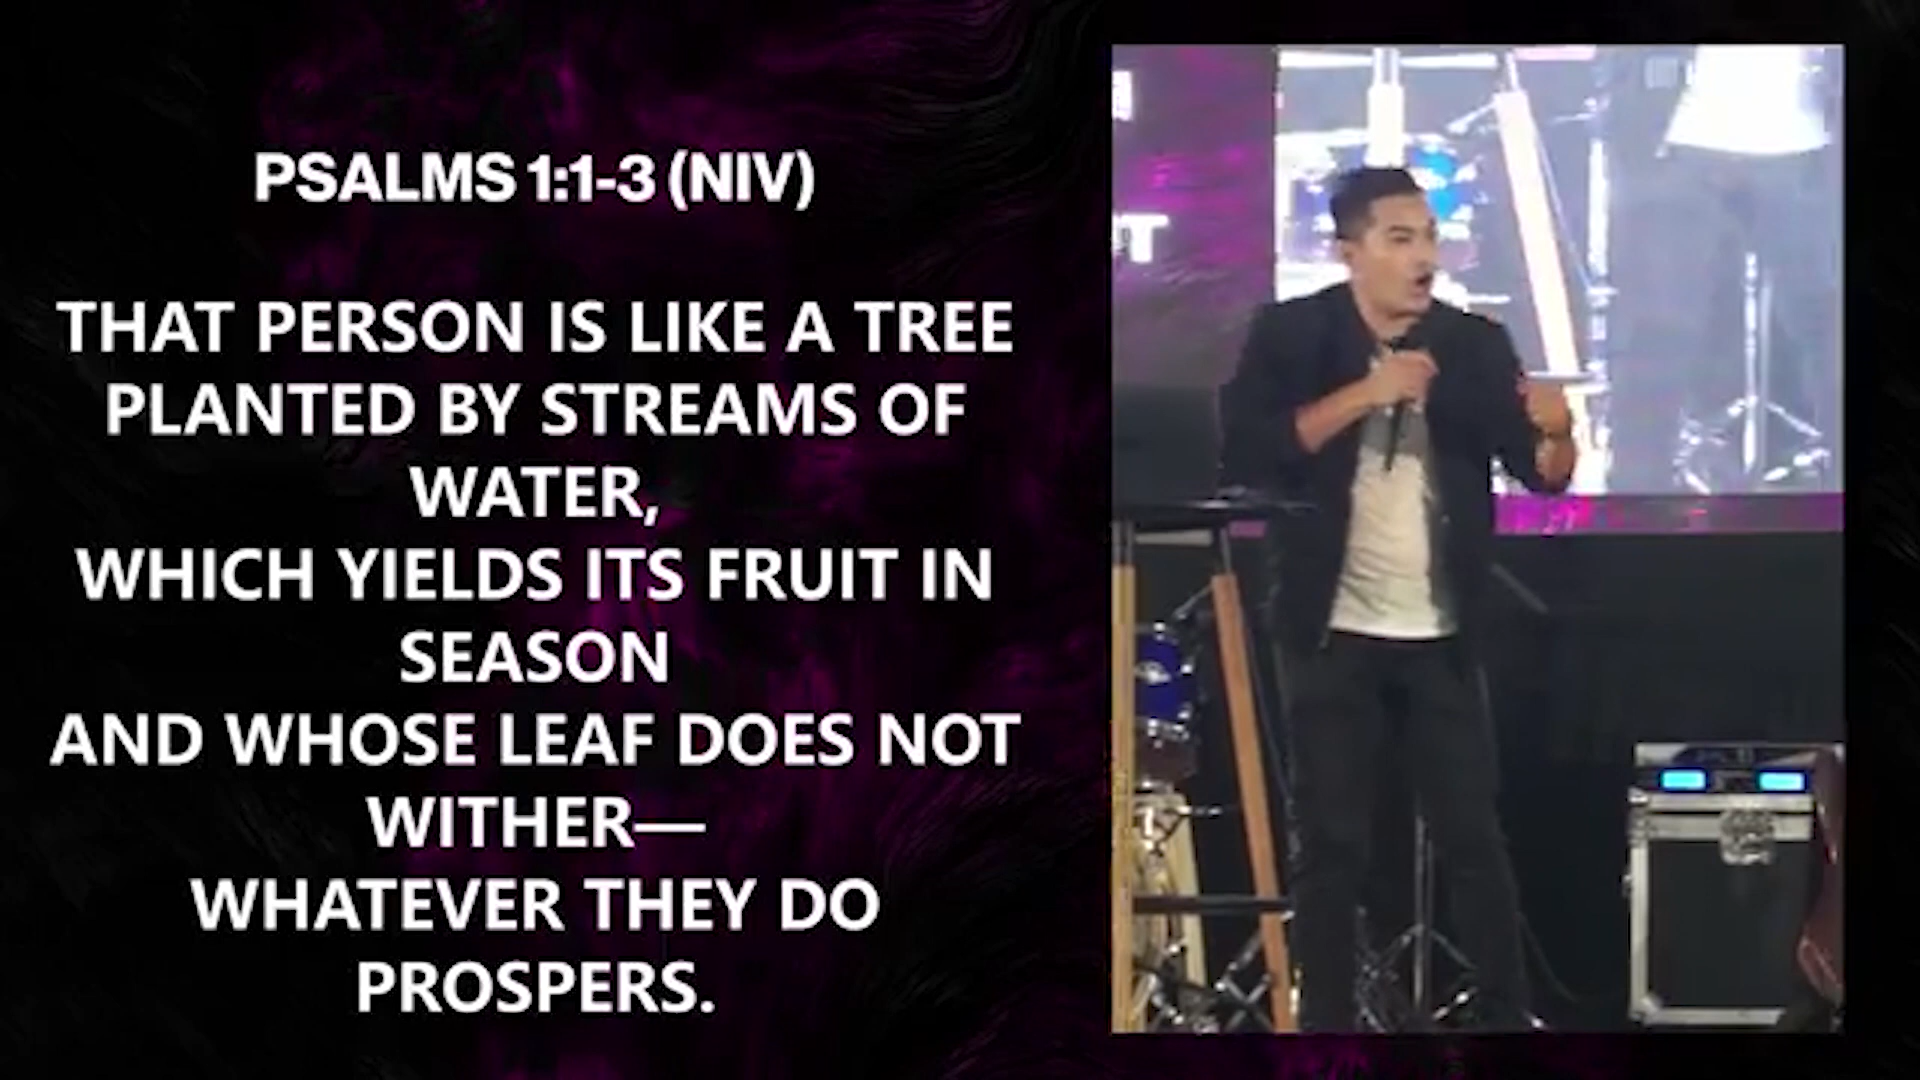 PSALMS 1:1-3 (NIV)
THAT PERSON IS LIKE A TREE
PLANTED BY STREAMS OF
WATER,
WHICH YIELDS ITS FRUIT IN
SEASON
AND WHOSE LEAF DOES NOT
WITHER—
WHATEVER THEY DO
PROSPERS.